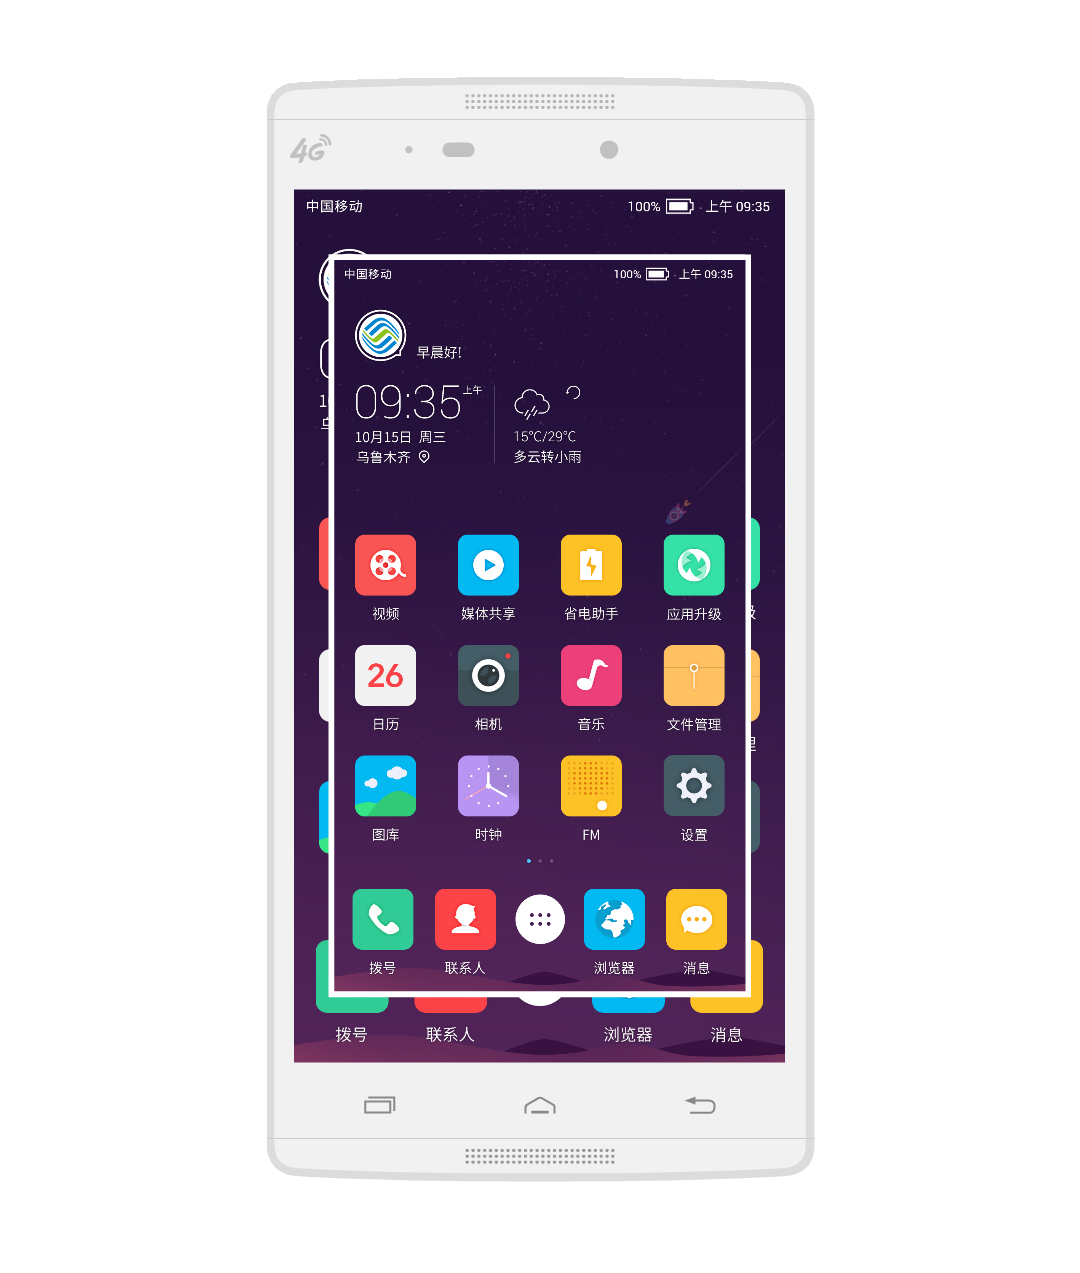 4G
中国移动 100% 上午 09:35
中国移动 100% 上午 09:35
早晨好!
09:35 上午
10月15日 周三
乌鲁木齐
15°C/29°C
多云转小雨
视频 媒体共享 省电助手 应用升级
26
日历 相机 音乐 文件管理
图库 时钟 FM 设置
拨号 联系人 浏览器 消息
拨号 联系人 浏览器 消息